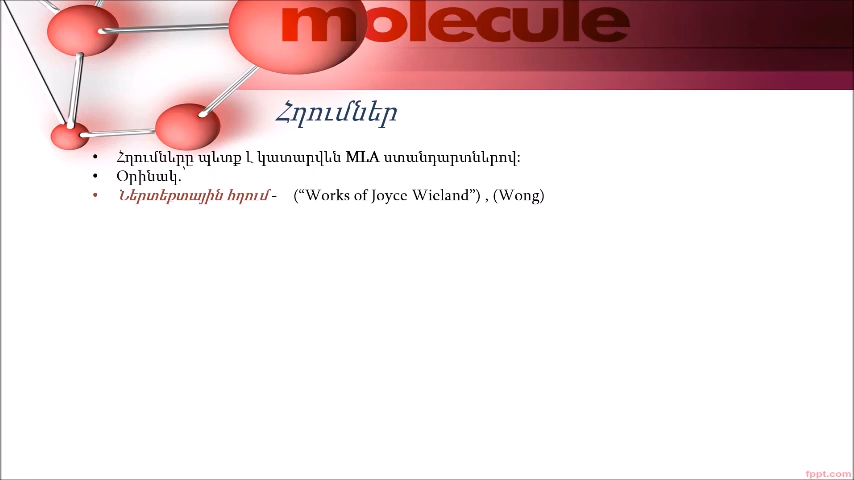 molecule
Հղումներ
• Հղումները պետք է կատարվեն MLA ստանդարտներով:
• Օրինակ.՝
• Ներտեքստային հղում - (“Works of Joyce Wieland”) , (Wong)
fppt.com